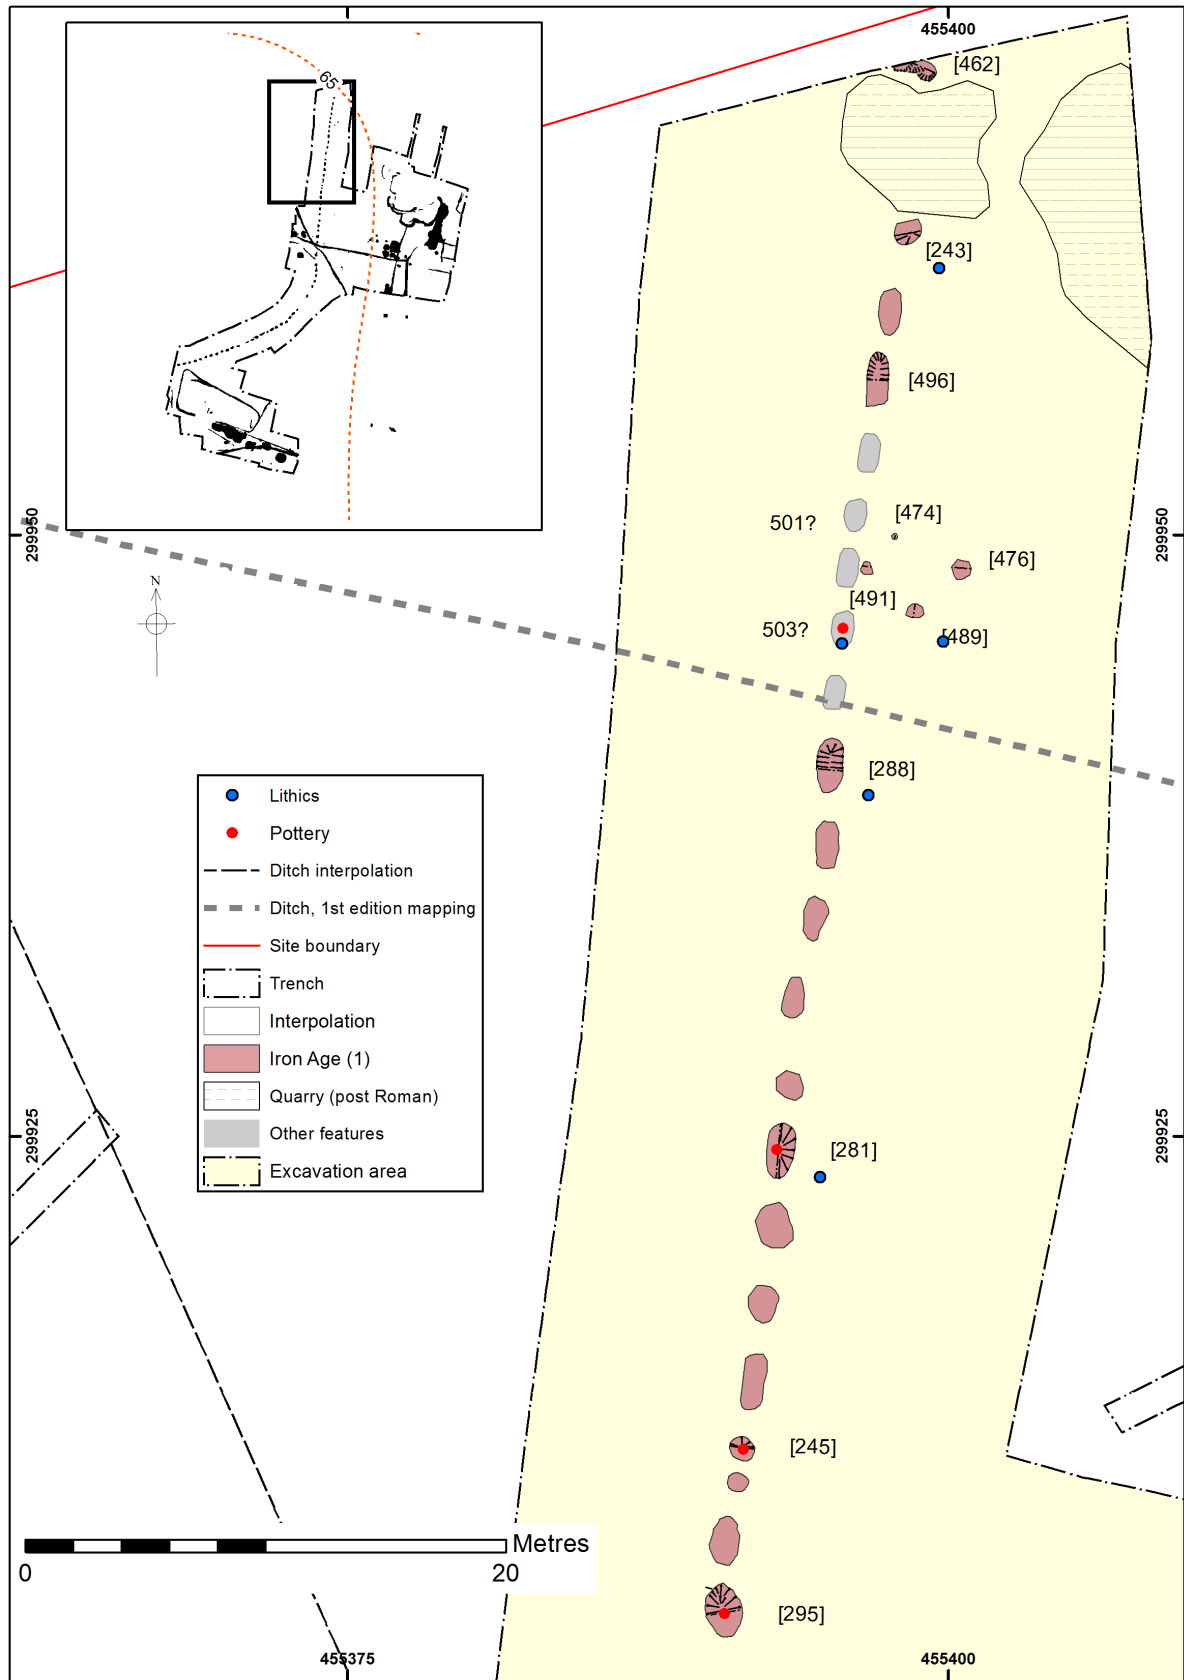 455400
[462]
65
[243]
[496]
299950
501?
[474]
299950
[476]
N
[491]
503?
[489]
[288]
Lithics
Pottery
Ditch interpolation
Ditch, 1st edition mapping
Site boundary
Trench
Interpolation
Iron Age (1)
Quarry (post Roman)
Other features
Excavation area
299925
299925
[281]
[245]
Metres
0 20
[295]
455375
455400